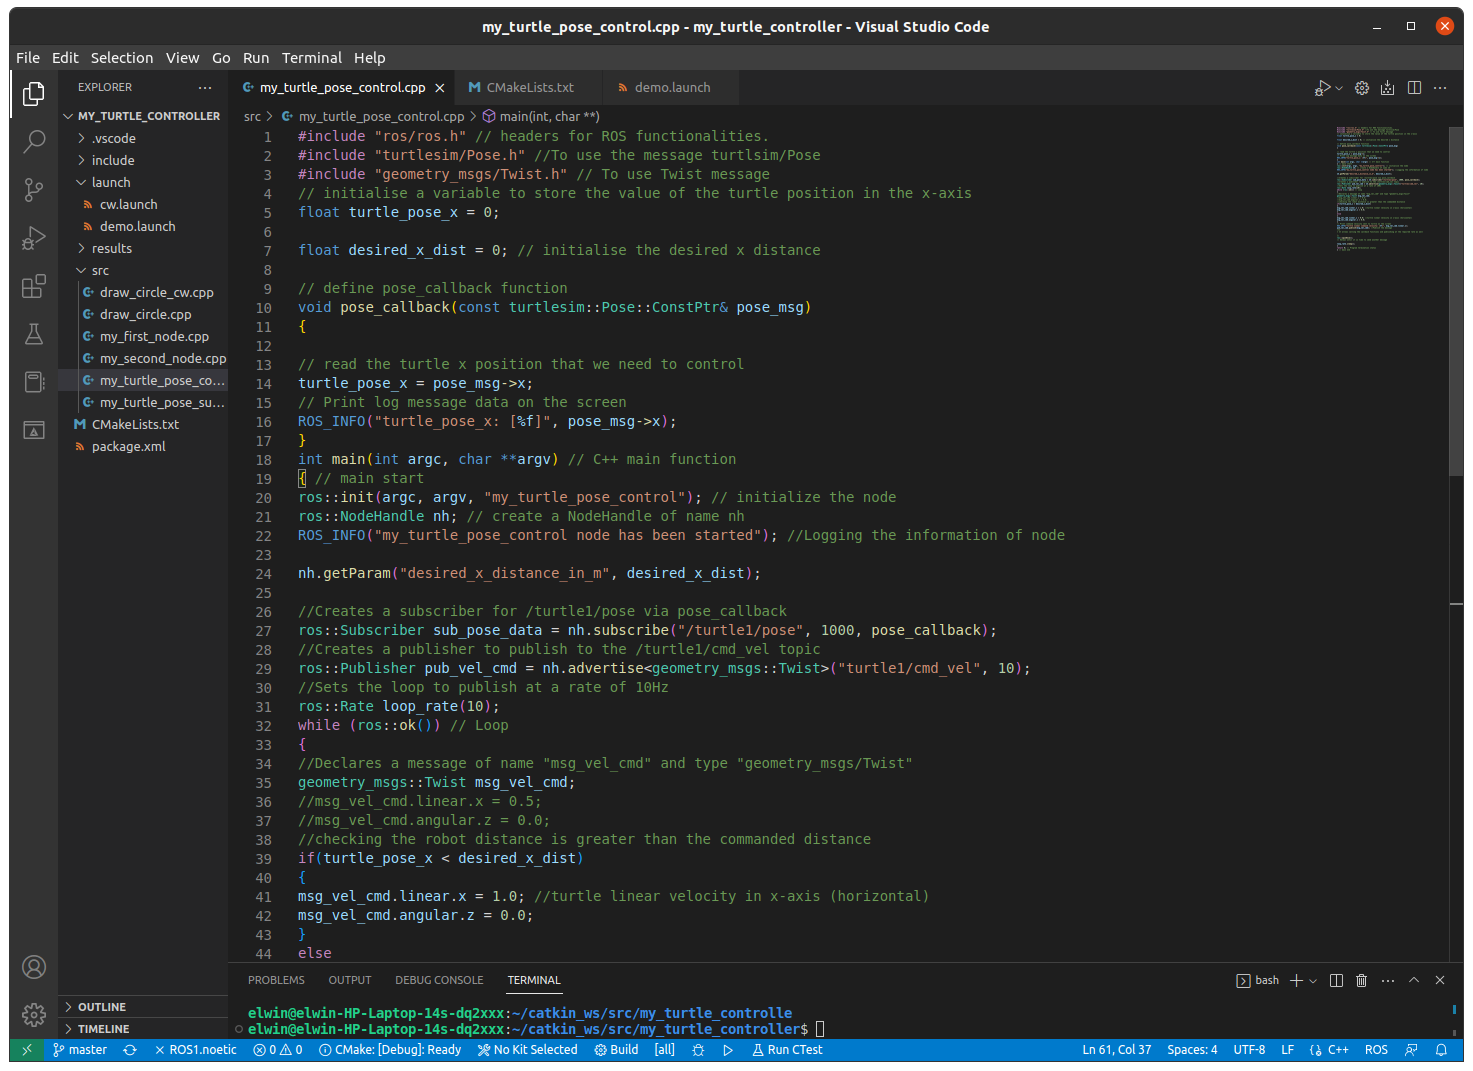 my_turtle_pose_control.cpp - my_turtle_controller - Visual Studio Code
File Edit Selection View Go Run Terminal Help
EXPLORER
MY_TURTLE_CONTROLLER
.vscode
include
launch
cw.launch
demo.launch
results
src
draw_circle_cw.cpp
draw_circle.cpp
my_first_node.cpp
my_second_node.cpp
my_turtle_pose_co...
my_turtle_pose_su...
CMakeLists.txt
package.xml
OUTLINE
TIMELINE
my_turtle_pose_control.cpp CMakeLists.txt demo.launch
src > my_turtle_pose_control.cpp > main(int, char **)
1 #include "ros/ros.h" // headers for ROS functionalities.
2 #include "turtlesim/Pose.h" //To use the message turtlsim/Pose
3 #include "geometry_msgs/Twist.h" // To use Twist message
4 // initialise a variable to store the value of the turtle position in the x-axis
5 float turtle_pose_x = 0;
6
7 float desired_x_dist = 0; // initialise the desired x distance
8
9 // define pose_callback function
10 void pose_callback(const turtlesim::Pose::ConstPtr& pose_msg)
11 {
12
13 // read the turtle x position that we need to control
14 turtle_pose_x = pose_msg->x;
15 // Print log message data on the screen
16 ROS_INFO("turtle_pose_x: [%f]", pose_msg->x);
17 }
18 int main(int argc, char **argv) // C++ main function
19 { // main start
20 ros::init(argc, argv, "my_turtle_pose_control"); // initialize the node
21 ros::NodeHandle nh; // create a NodeHandle of name nh
22 ROS_INFO("my_turtle_pose_control node has been started"); //Logging the information of node
23
24 nh.getParam("desired_x_distance_in_m", desired_x_dist);
25
26 //Creates a subscriber for /turtle1/pose via pose_callback
27 ros::Subscriber sub_pose_data = nh.subscribe("/turtle1/pose", 1000, pose_callback);
28 //Creates a publisher to publish to the /turtle1/cmd_vel topic
29 ros::Publisher pub_vel_cmd = nh.advertise<geometry_msgs::Twist>("turtle1/cmd_vel", 10);
30 //Sets the loop to publish at a rate of 10Hz
31 ros::Rate loop_rate(10);
32 while (ros::ok()) // Loop
33 {
34 //Declares a message of name "msg_vel_cmd" and type "geometry_msgs/Twist"
35 geometry_msgs::Twist msg_vel_cmd;
36 //msg_vel_cmd.linear.x = 0.5;
37 //msg_vel_cmd.angular.z = 0.0;
38 //checking the robot distance is greater than the commanded distance
39 if(turtle_pose_x < desired_x_dist)
40 {
41 msg_vel_cmd.linear.x = 1.0; //turtle linear velocity in x-axis (horizontal)
42 msg_vel_cmd.angular.z = 0.0;
43 }
44 else
PROBLEMS OUTPUT DEBUG CONSOLE TERMINAL bash
elwin@elwin-HP-Laptop-14s-dq2xxx:~/catkin_ws/src/my_turtle_controlle
elwin@elwin-HP-Laptop-14s-dq2xxx:~/catkin_ws/src/my_turtle_controller$
master ROS1.noetic 0 0 CMake: [Debug]: Ready No Kit Selected Build [all] Run CTest Ln 61, Col 37 Spaces: 4 UTF-8 LF C++ ROS